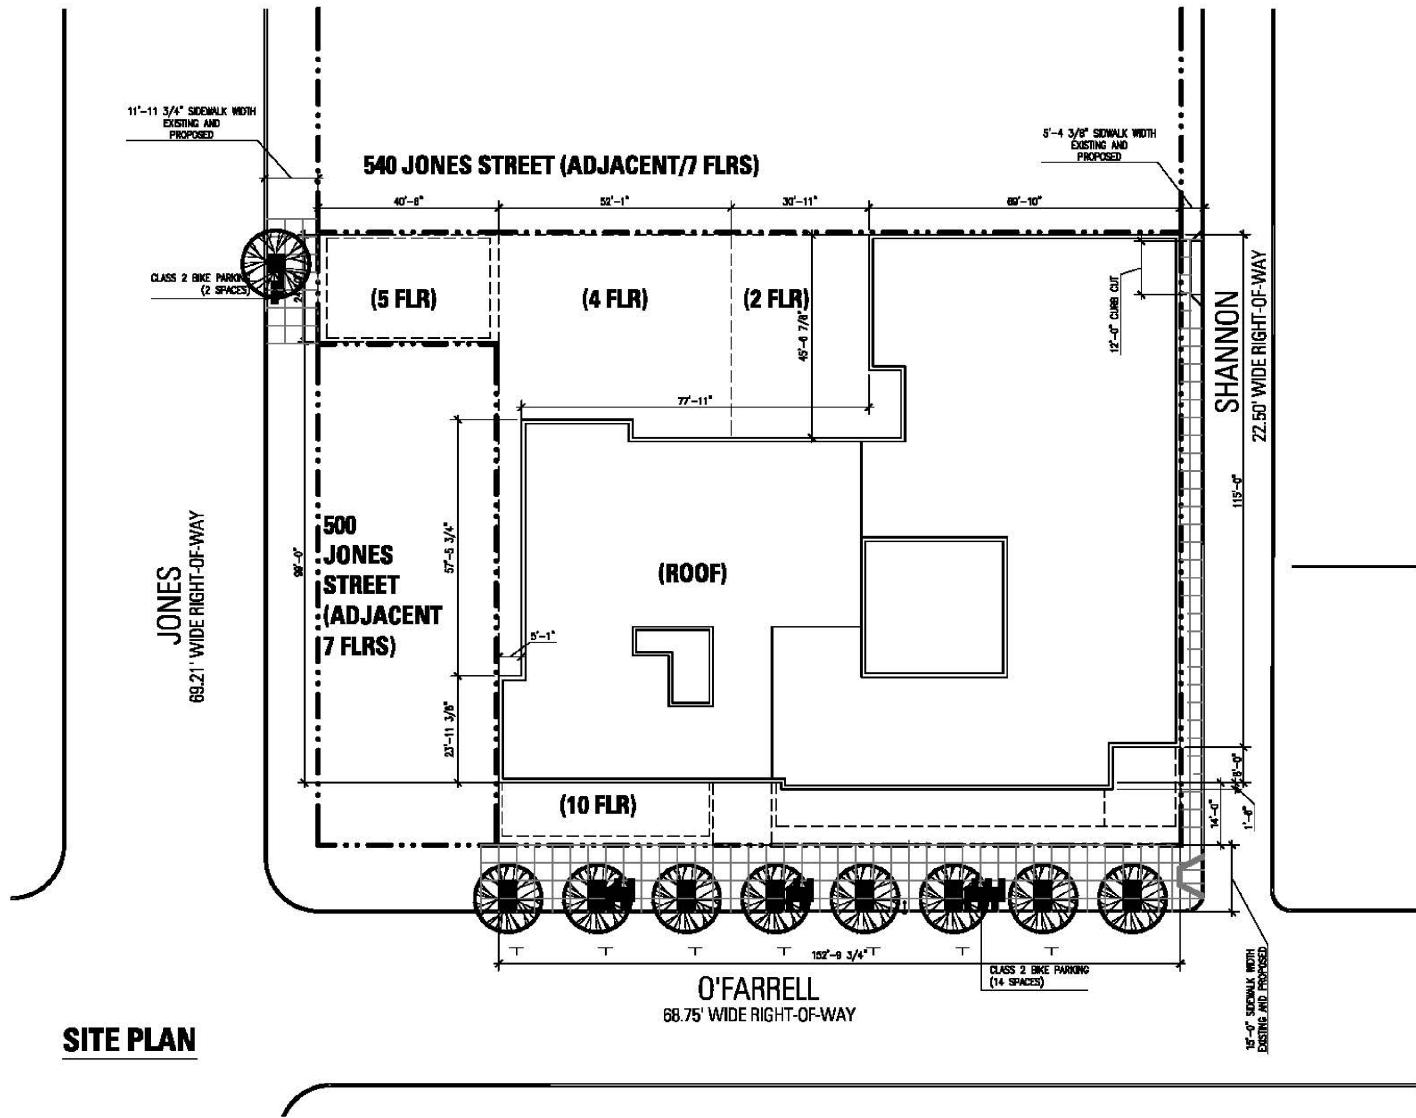 11'-11 3/4" SIDEWALK WIDTH
EXISTING AND
PROPOSED
5'-4 3/8" SIDWALK WIDTH
EXISTING AND
PROPOSED
540 JONES STREET (ADJACENT/7 FLRS)
52'-1"
30'-11"
69'-10"
CLASS 2 BIKE PARKING
(2 SPACES)
(5 FLR)
(4 FLR)
(2 FLR)
45'-6 7/8"
12'-0" CURB CUT
SHANNON
22.50' WIDE RIGHT-OF-WAY
77'-11"
115'-0"
500
JONES
STREET
(ADJACENT
7 FLRS)
57'-5 3/4"
99'-0"
JONES
69.21' WIDE RIGHT-OF-WAY
(ROOF)
5'-1"
23'-11 3/8"
(10 FLR)
8'-0"
14'-0"
1'-6"
152'-9 3/4"
CLASS 2 BIKE PARKING
(14 SPACES)
15'-0" SIDEWALK WIDTH
EXISTING AND PROPOSED
O'FARRELL
68.75' WIDE RIGHT-OF-WAY
SITE PLAN